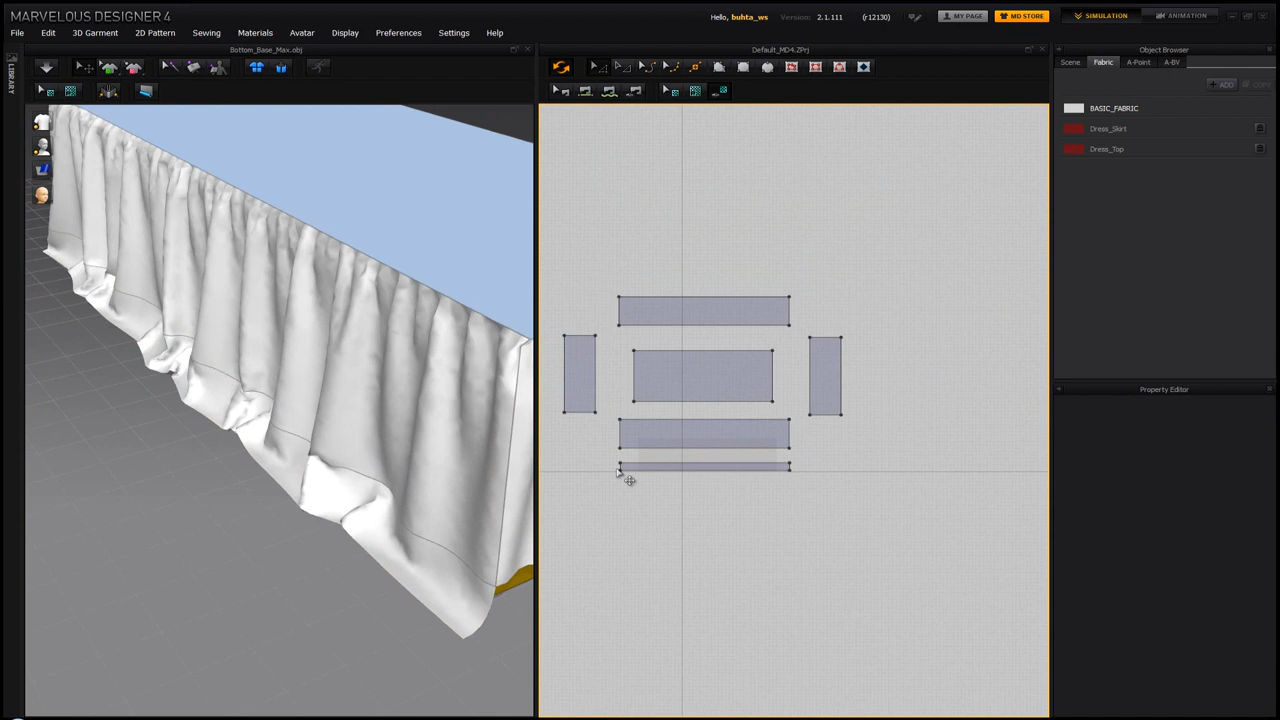 MARVELOUS DESIGNER 4
Hello, buhta_ws Version: 2.1.111 (r12130) MY PAGE MD STORE SIMULATION ANIMATION
File Edit 3D Garment 2D Pattern Sewing Materials Avatar Display Preferences Settings Help
Bottom_Base_Max.obj
Default_MD4.ZPrj
Object Browser
LIBRARY
Scene Fabric A-Point A-BV
+ ADD COPY
BASIC_FABRIC
Dress_Skirt
Dress_Top
Property Editor